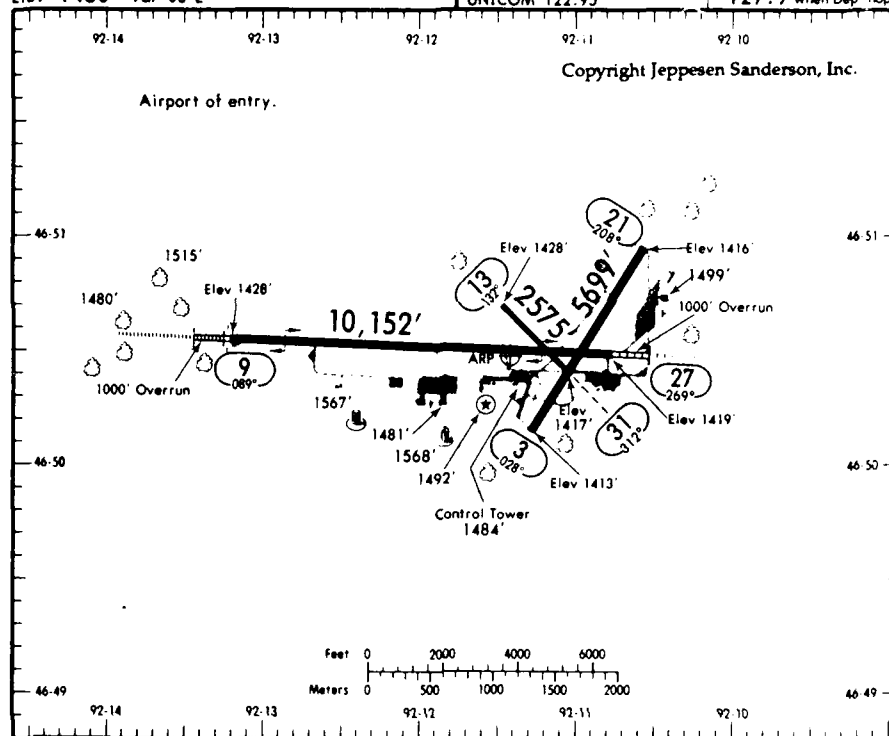 UNICOM 122.95
92-14 92-13 92-12 92-11 92-10
Copyright Jeppesen Sanderson, Inc.
Airport of entry.
46-51 46-51
21
208°
Elev 1416'
1515'
Elev 1428'
13
132°
1499'
1480'
Elev 1428'
2575'
5699'
10,152'
1000' Overrun
ARP
9
089°
1000' Overrun
27
269°
1567'
Elev 1419'
1481'
Elev
1417'
31
312°
1568'
3
028°
1492'
46-50 46-50
Elev 1413'
Control Tower
1484'
Feet 0 2000 4000 6000
Meters 0 500 1000 1500 2000
46-49 46-49
92-14 92-13 92-12 92-11 92-10